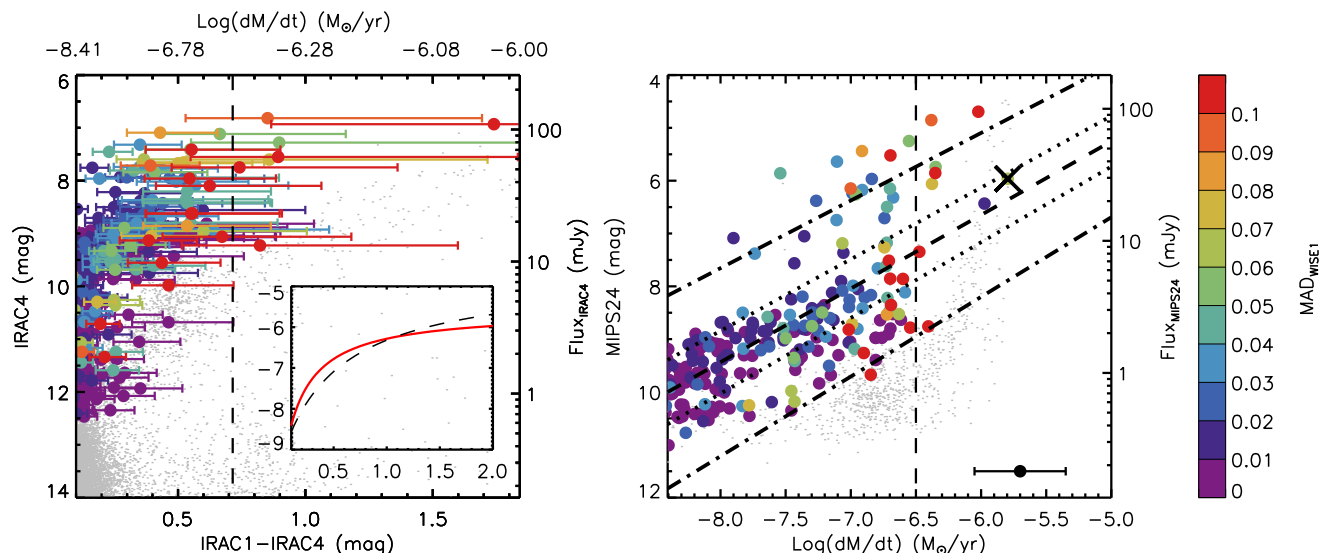 Log(dM/dt) (M⊙/yr)
−8.41 −6.78 −6.28 −6.08 −6.00
6
8
10
12
14
IRAC4 (mag)
100
10
1
Flux_IRAC4 (mJy)
0.5 1.0 1.5
IRAC1−IRAC4 (mag)
−5
−6
−7
−8
−9
0.5 1.0 1.5 2.0
4
6
8
10
12
MIPS24 (mag)
100
10
1
Flux_MIPS24 (mJy)
−8.0 −7.5 −7.0 −6.5 −6.0 −5.5 −5.0
Log(dM/dt) (M⊙/yr)
0.1
0.09
0.08
0.07
0.06
0.05
0.04
0.03
0.02
0.01
0
MAD_WISE1